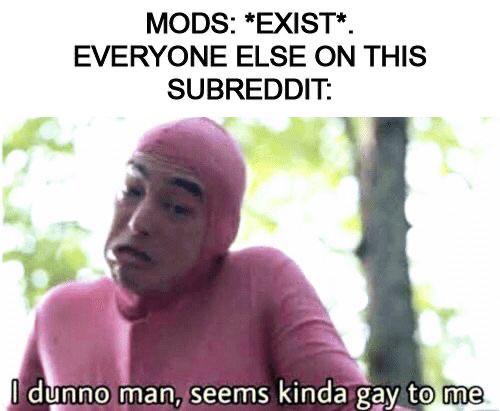 MODS: *EXIST*.
EVERYONE ELSE ON THIS
SUBREDDIT:
I dunno man, seems kinda gay to me